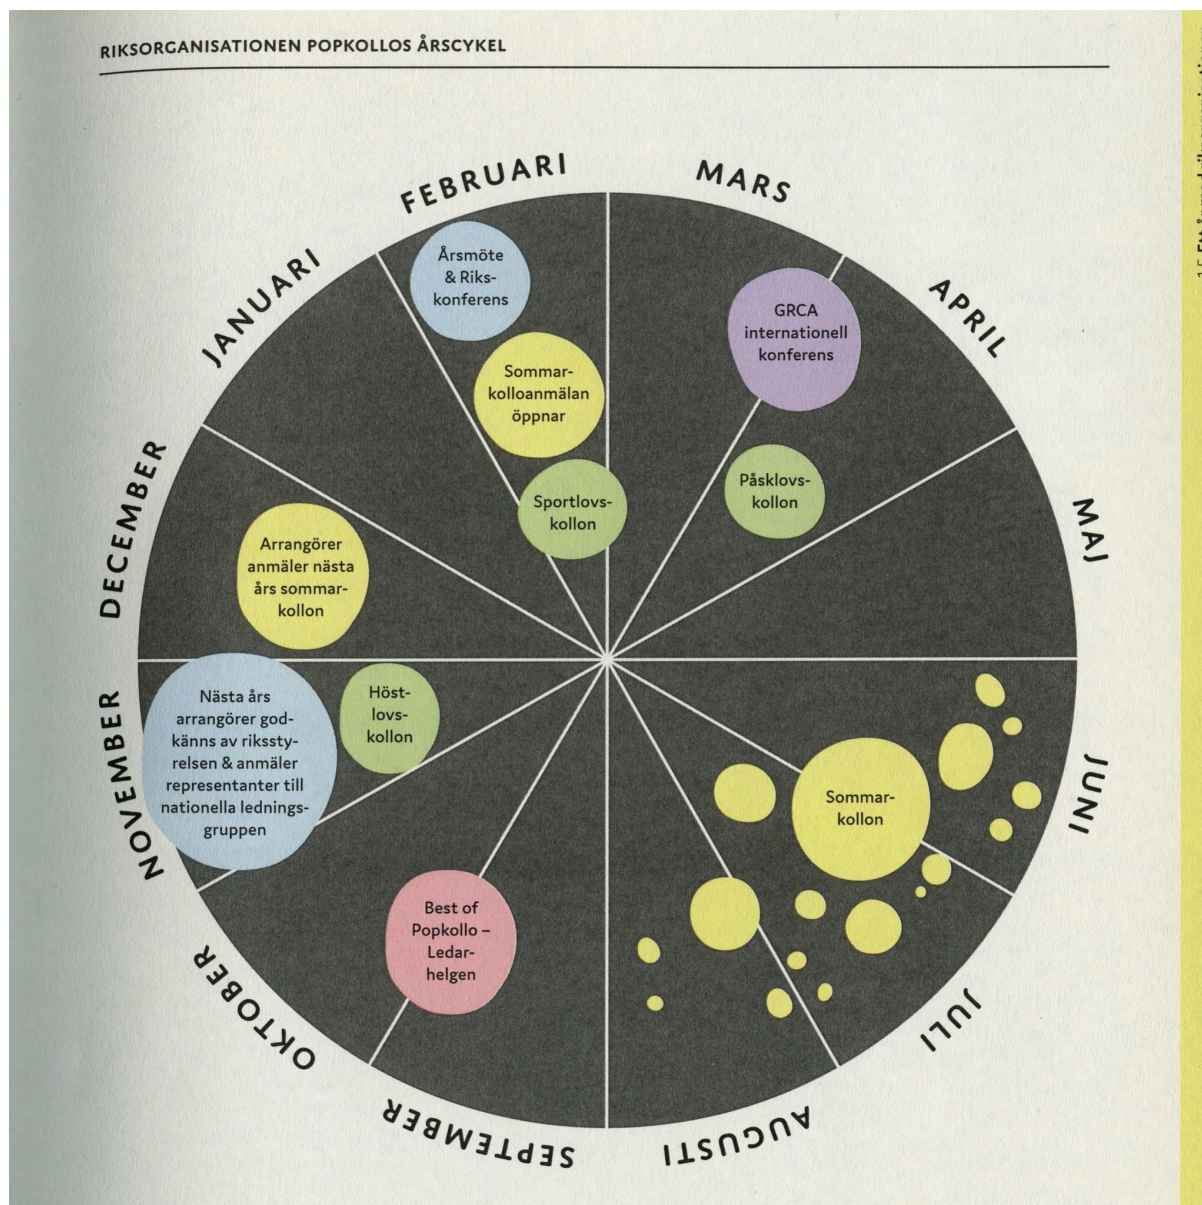 RIKSORGANISATIONEN POPKOLLOS ÅRSCYKEL
JANUARI
FEBRUARI
Årsmöte
& Riks-
konferens
Sommar-
kolloanmälan
öppnar
Sportlovs-
kollon
MARS
GRCA
internationell
konferens
APRIL
Påsklovs-
kollon
MAJ
JUNI
Sommar-
kollon
JULI
AUGUSTI
SEPTEMBER
Best of
Popkollo –
Ledar-
helgen
OKTOBER
NOVEMBER
Nästa års
arrangörer god-
känns av riksssty-
relsen & anmäler
representanter till
nationella lednings-
gruppen
Höst-
lovs-
kollon
DECEMBER
Arrangörer
anmäler nästa
års sommar-
kollon